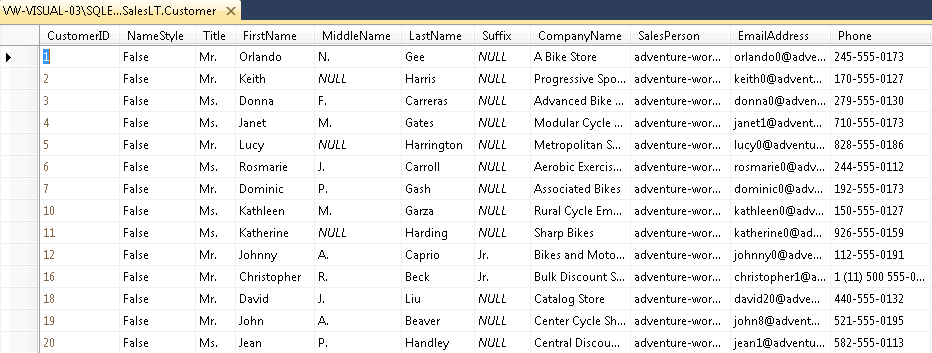 VW-VISUAL-03\SQLE...SalesLT.Customer
CustomerID NameStyle Title FirstName MiddleName LastName Suffix CompanyName SalesPerson EmailAddress Phone
1 False Mr. Orlando N. Gee NULL A Bike Store adventure-wor... orlando0@adve... 245-555-0173
2 False Mr. Keith NULL Harris NULL Progressive Spo... adventure-wor... keith0@adven... 170-555-0127
3 False Ms. Donna F. Carreras NULL Advanced Bike ... adventure-wor... donna0@adven... 279-555-0130
4 False Ms. Janet M. Gates NULL Modular Cycle ... adventure-wor... janet1@advent... 710-555-0173
5 False Mr. Lucy NULL Harrington NULL Metropolitan S... adventure-wor... lucy0@adventu... 828-555-0186
6 False Ms. Rosmarie J. Carroll NULL Aerobic Exercis... adventure-wor... rosmarie0@adv... 244-555-0112
7 False Mr. Dominic P. Gash NULL Associated Bikes adventure-wor... dominic0@adv... 192-555-0173
10 False Ms. Kathleen M. Garza NULL Rural Cycle Em... adventure-wor... kathleen0@adv... 150-555-0127
11 False Ms. Katherine NULL Harding NULL Sharp Bikes adventure-wor... katherine0@ad... 926-555-0159
12 False Mr. Johnny A. Caprio Jr. Bikes and Moto... adventure-wor... johnny0@adve... 112-555-0191
16 False Mr. Christopher R. Beck Jr. Bulk Discount S... adventure-wor... christopher1@a... 1 (11) 500 555-0...
18 False Mr. David J. Liu NULL Catalog Store adventure-wor... david20@adve... 440-555-0132
19 False Mr. John A. Beaver NULL Center Cycle Sh... adventure-wor... john8@advent... 521-555-0195
20 False Ms. Jean P. Handley NULL Central Discou... adventure-wor... jean1@advent... 582-555-0113